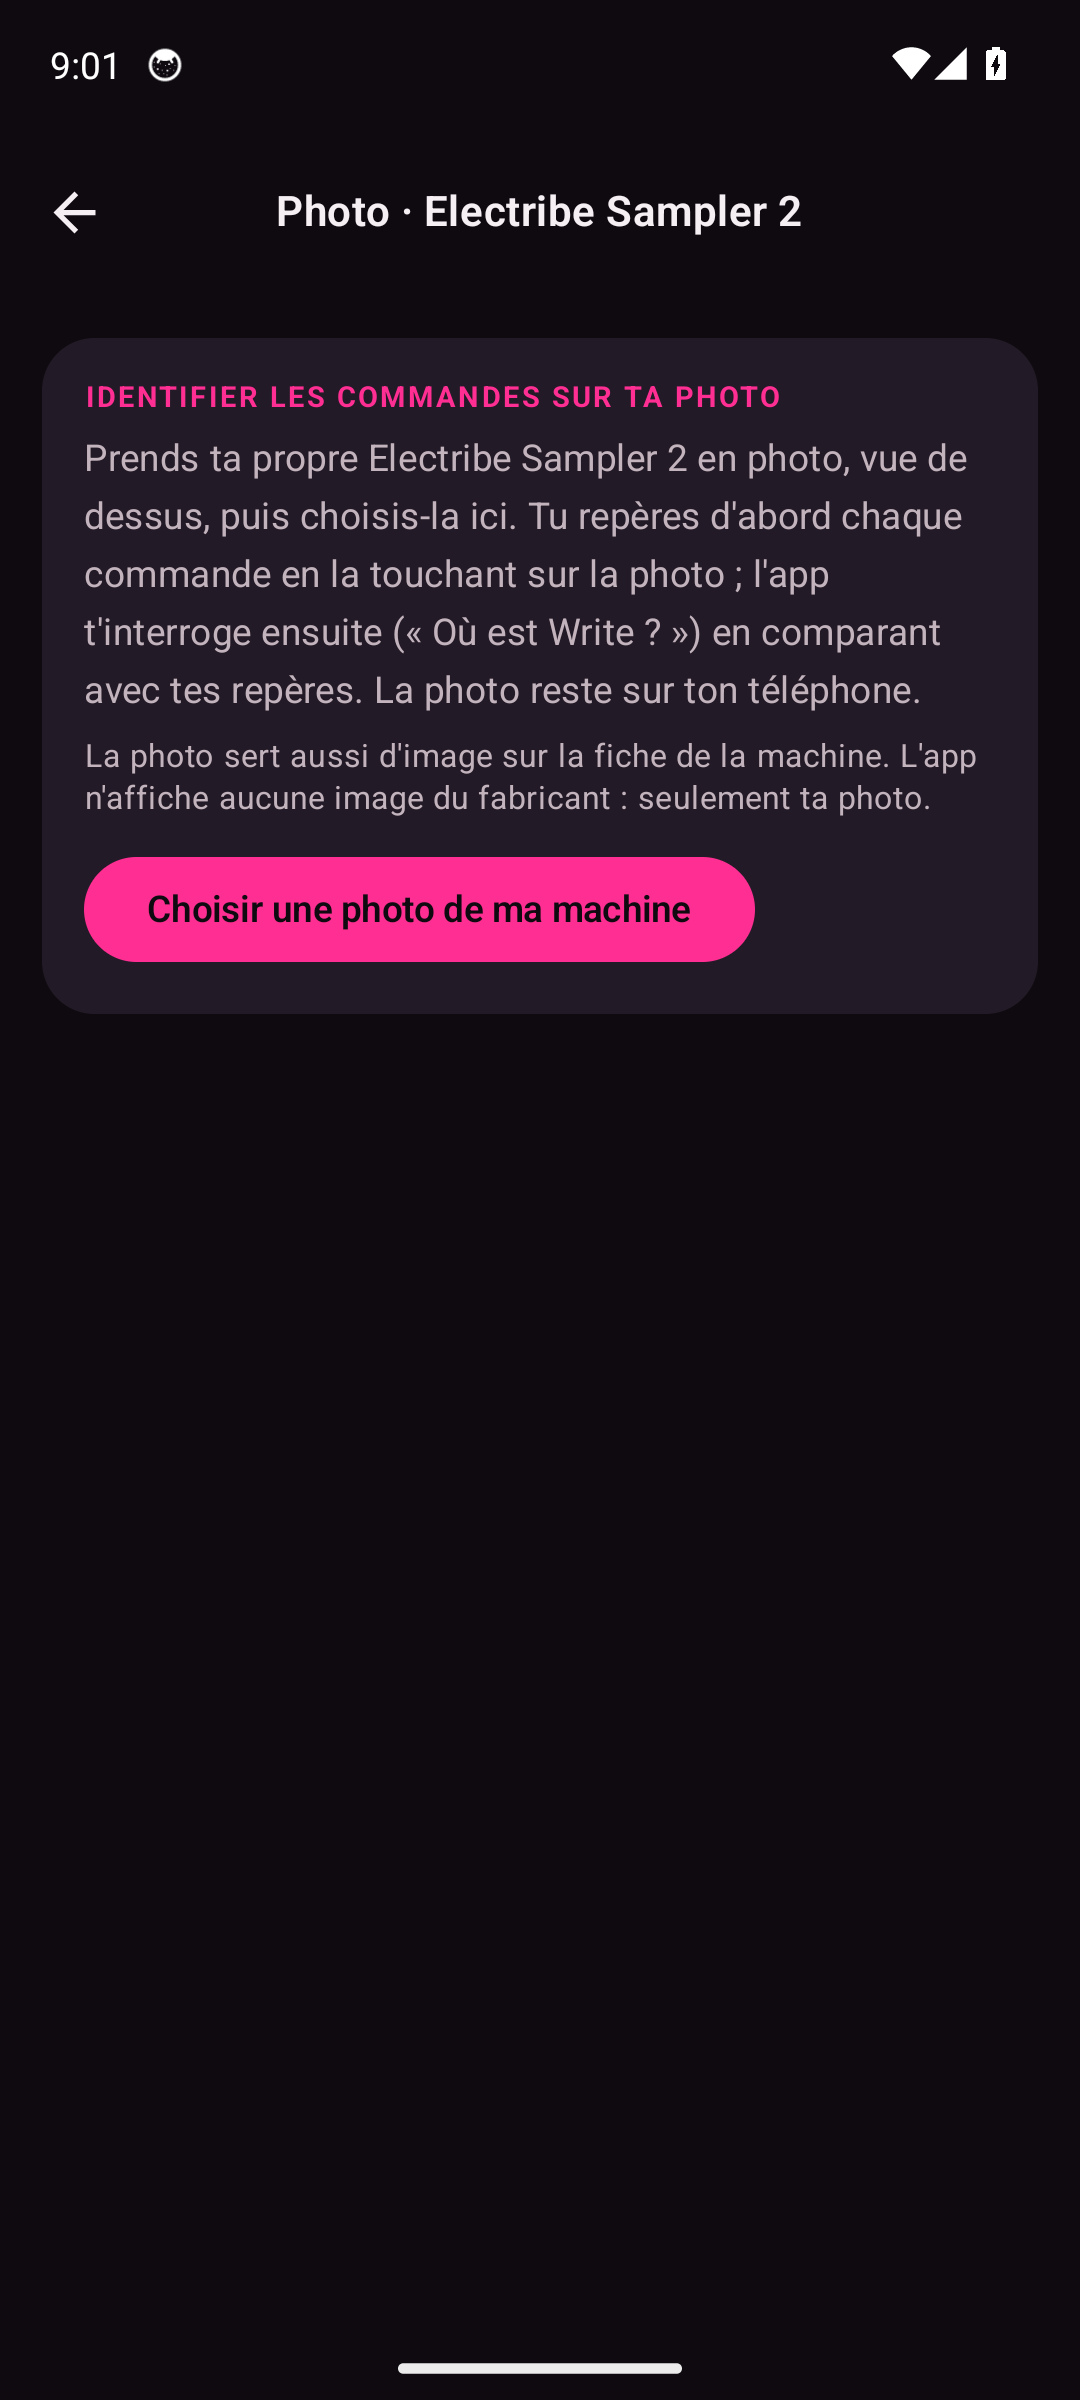 9:01
Photo · Electribe Sampler 2
IDENTIFIER LES COMMANDES SUR TA PHOTO
Prends ta propre Electribe Sampler 2 en photo, vue de
dessus, puis choisis-la ici. Tu repères d'abord chaque
commande en la touchant sur la photo ; l'app
t'interroge ensuite (« Où est Write ? ») en comparant
avec tes repères. La photo reste sur ton téléphone.
La photo sert aussi d'image sur la fiche de la machine. L'app
n'affiche aucune image du fabricant : seulement ta photo.
Choisir une photo de ma machine